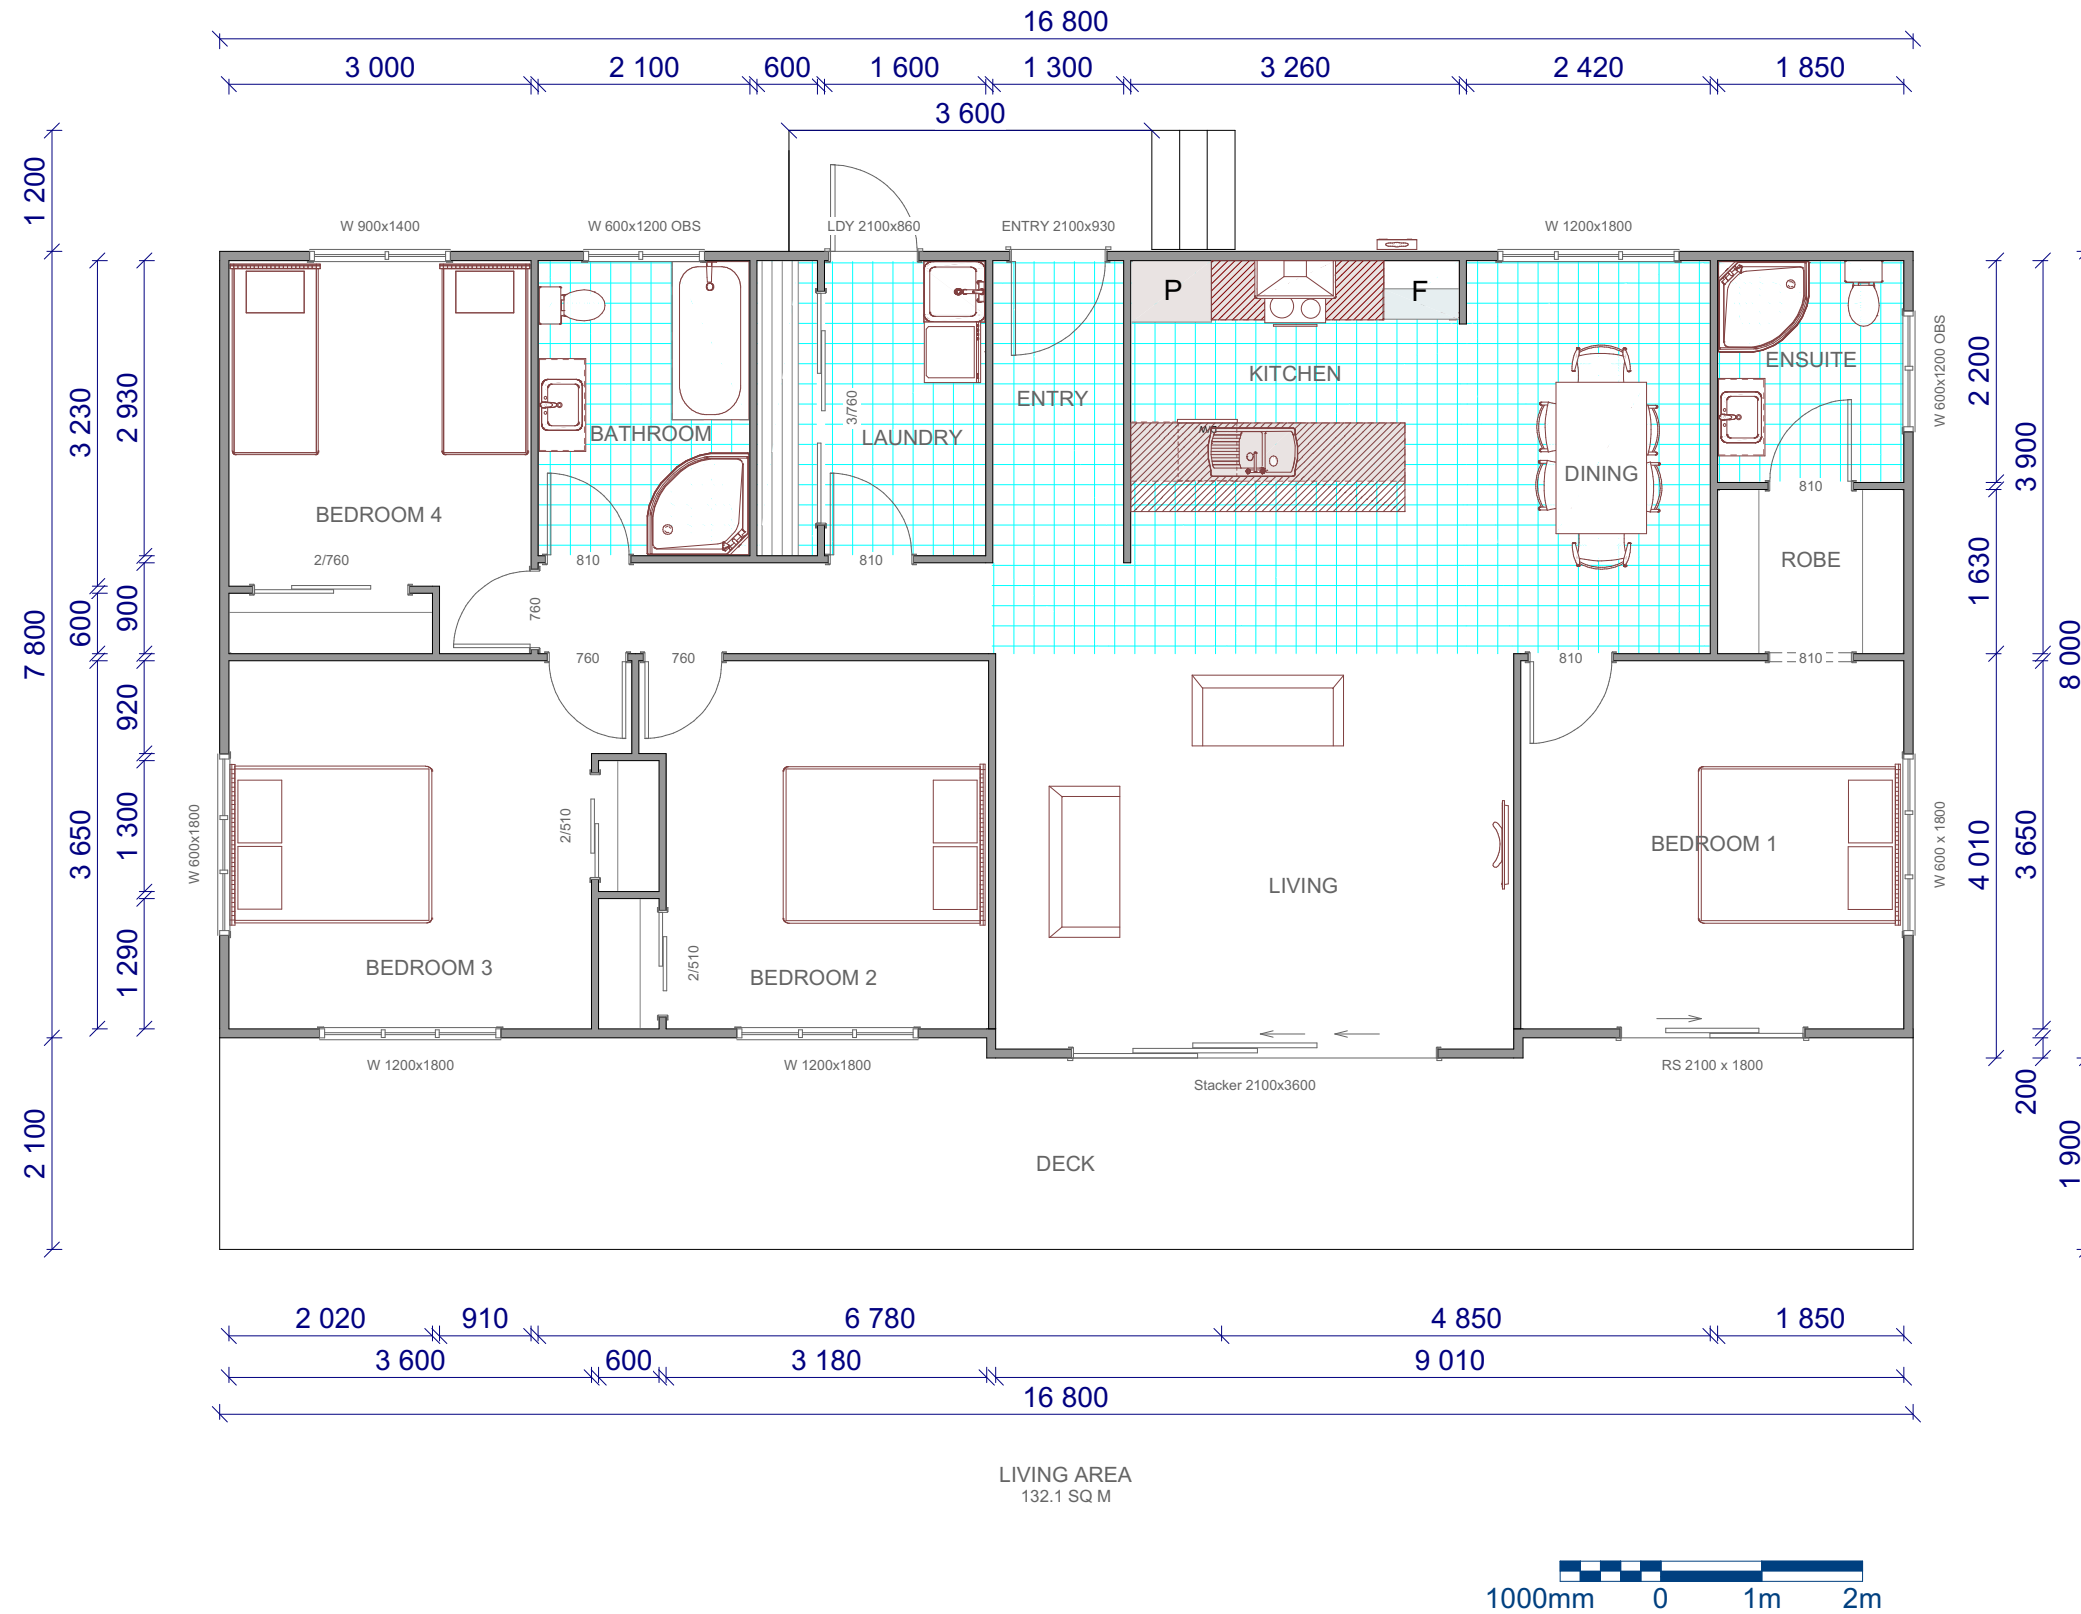 16 800
3 000
2 100
600
1 600
1 300
3 260
2 420
1 850
3 600
1 200
W 900x1400
W 600x1200 OBS
LDY 2100x860
ENTRY 2100x930
W 1200x1800
P
F
KITCHEN
ENSUITE
ENTRY
BATHROOM
3/760
LAUNDRY
DINING
810
BEDROOM 4
2/760
810
810
ROBE
760
760
760
810
810
3 230
2 930
600
900
7 800
920
3 650
1 300
1 290
2 100
W 600x1200 OBS
2 200
3 900
1 630
8 000
4 010
3 650
200
1 900
W 600x1800
2/510
BEDROOM 1
W 600 x 1800
LIVING
BEDROOM 3
2/510
BEDROOM 2
W 1200x1800
W 1200x1800
Stacker 2100x3600
RS 2100 x 1800
DECK
2 020
910
6 780
4 850
1 850
3 600
600
3 180
9 010
16 800
LIVING AREA
132.1 SQ M
1000mm
0
1m
2m